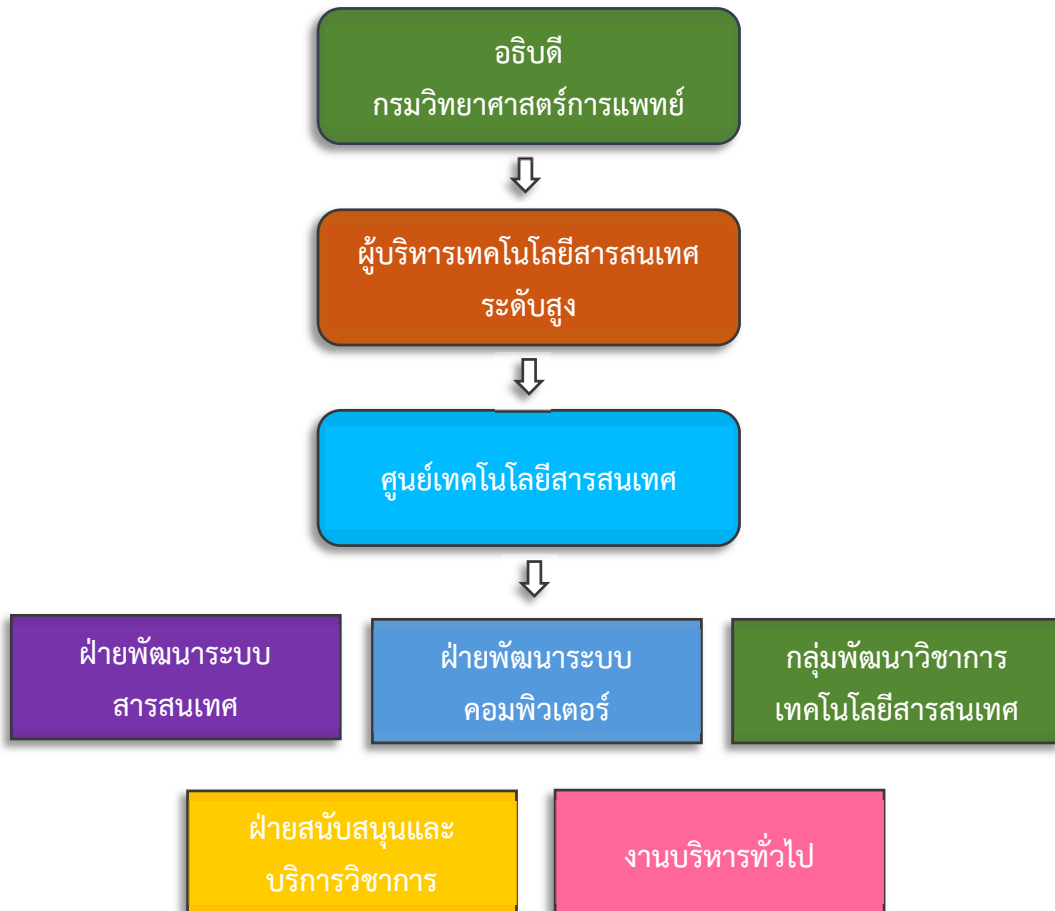 อธิบดี
กรมวิทยาศาสตร์การแพทย์
ผู้บริหารเทคโนโลยีสารสนเทศ
ระดับสูง
ศูนย์เทคโนโลยีสารสนเทศ
ฝ่ายพัฒนาระบบ
สารสนเทศ
ฝ่ายพัฒนาระบบ
คอมพิวเตอร์
กลุ่มพัฒนาวิชาการ
เทคโนโลยีสารสนเทศ
ฝ่ายสนับสนุนและ
บริการวิชาการ
งานบริหารทั่วไป